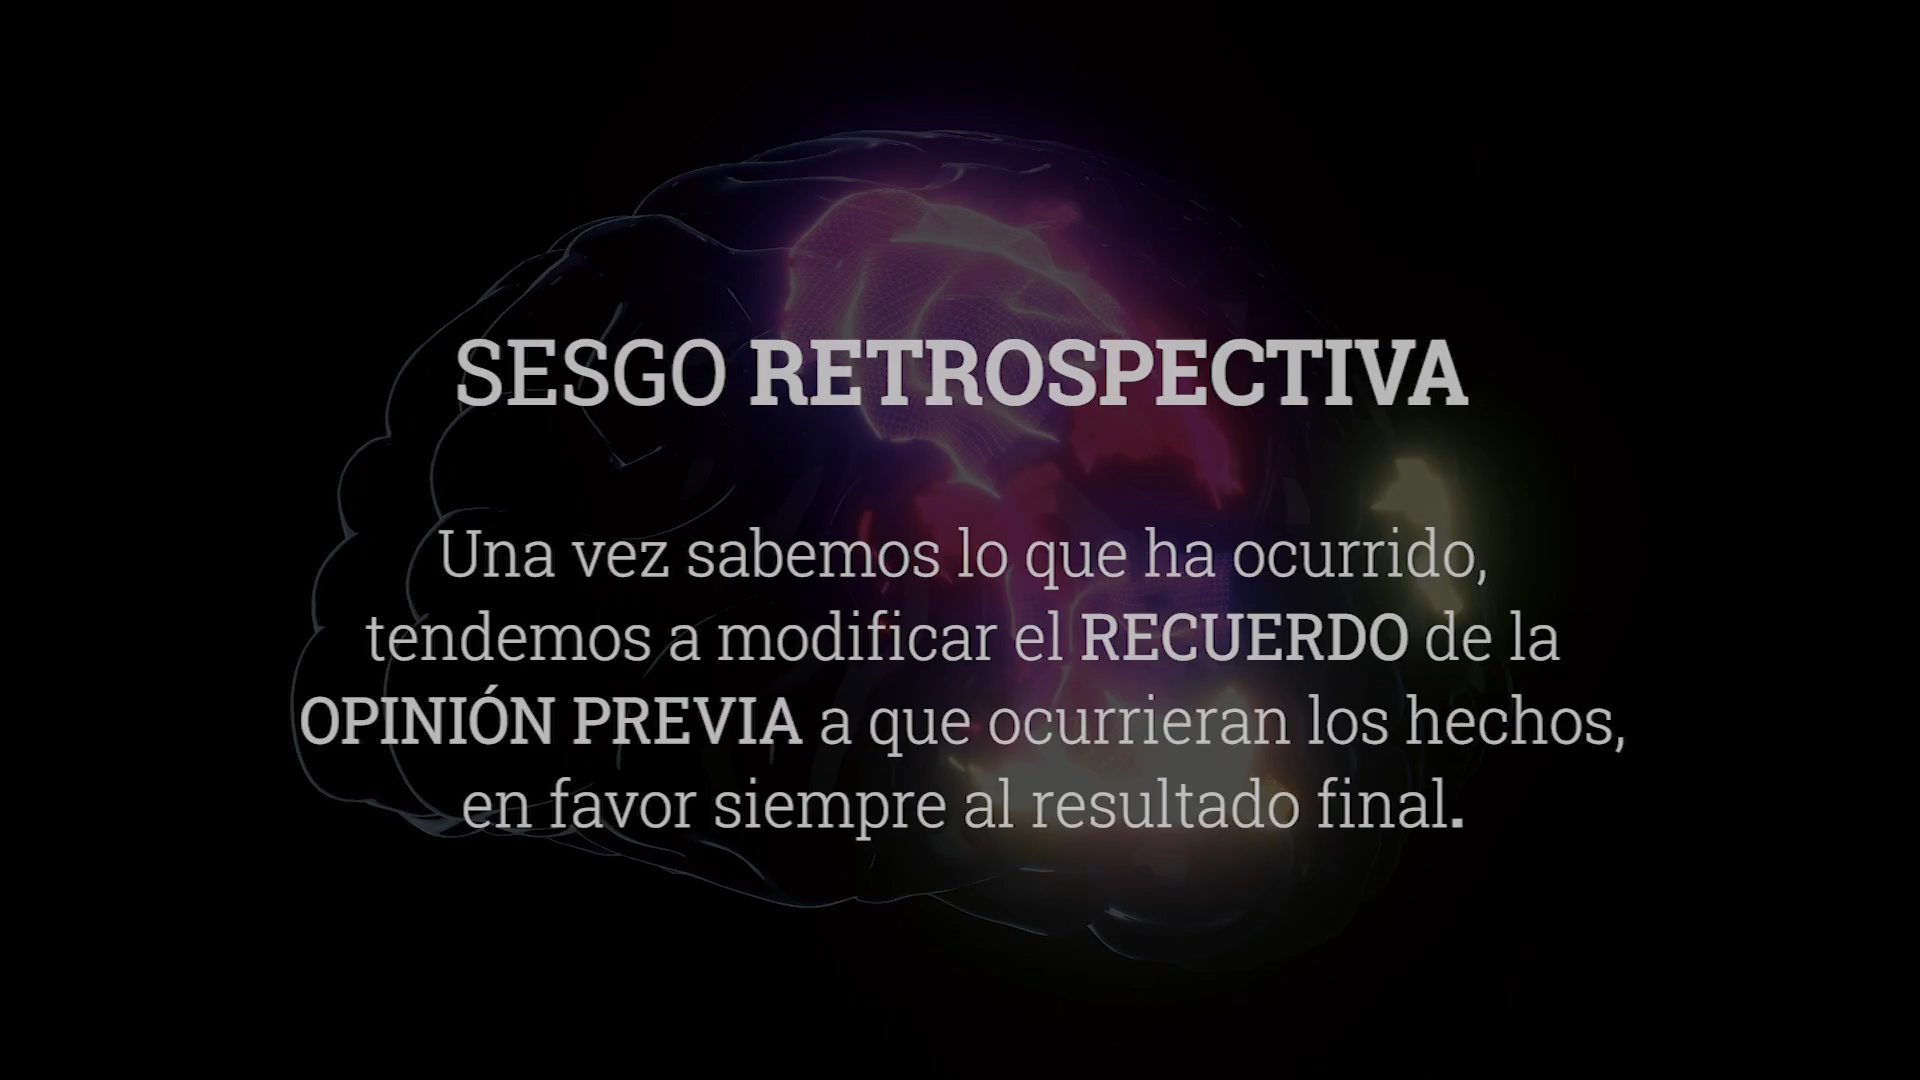 SESGO RETROSPECTIVA
Una vez sabemos lo que ha ocurrido,
tendemos a modificar el RECUERDO de la
OPINIÓN PREVIA a que ocurrieran los hechos,
en favor siempre al resultado final.